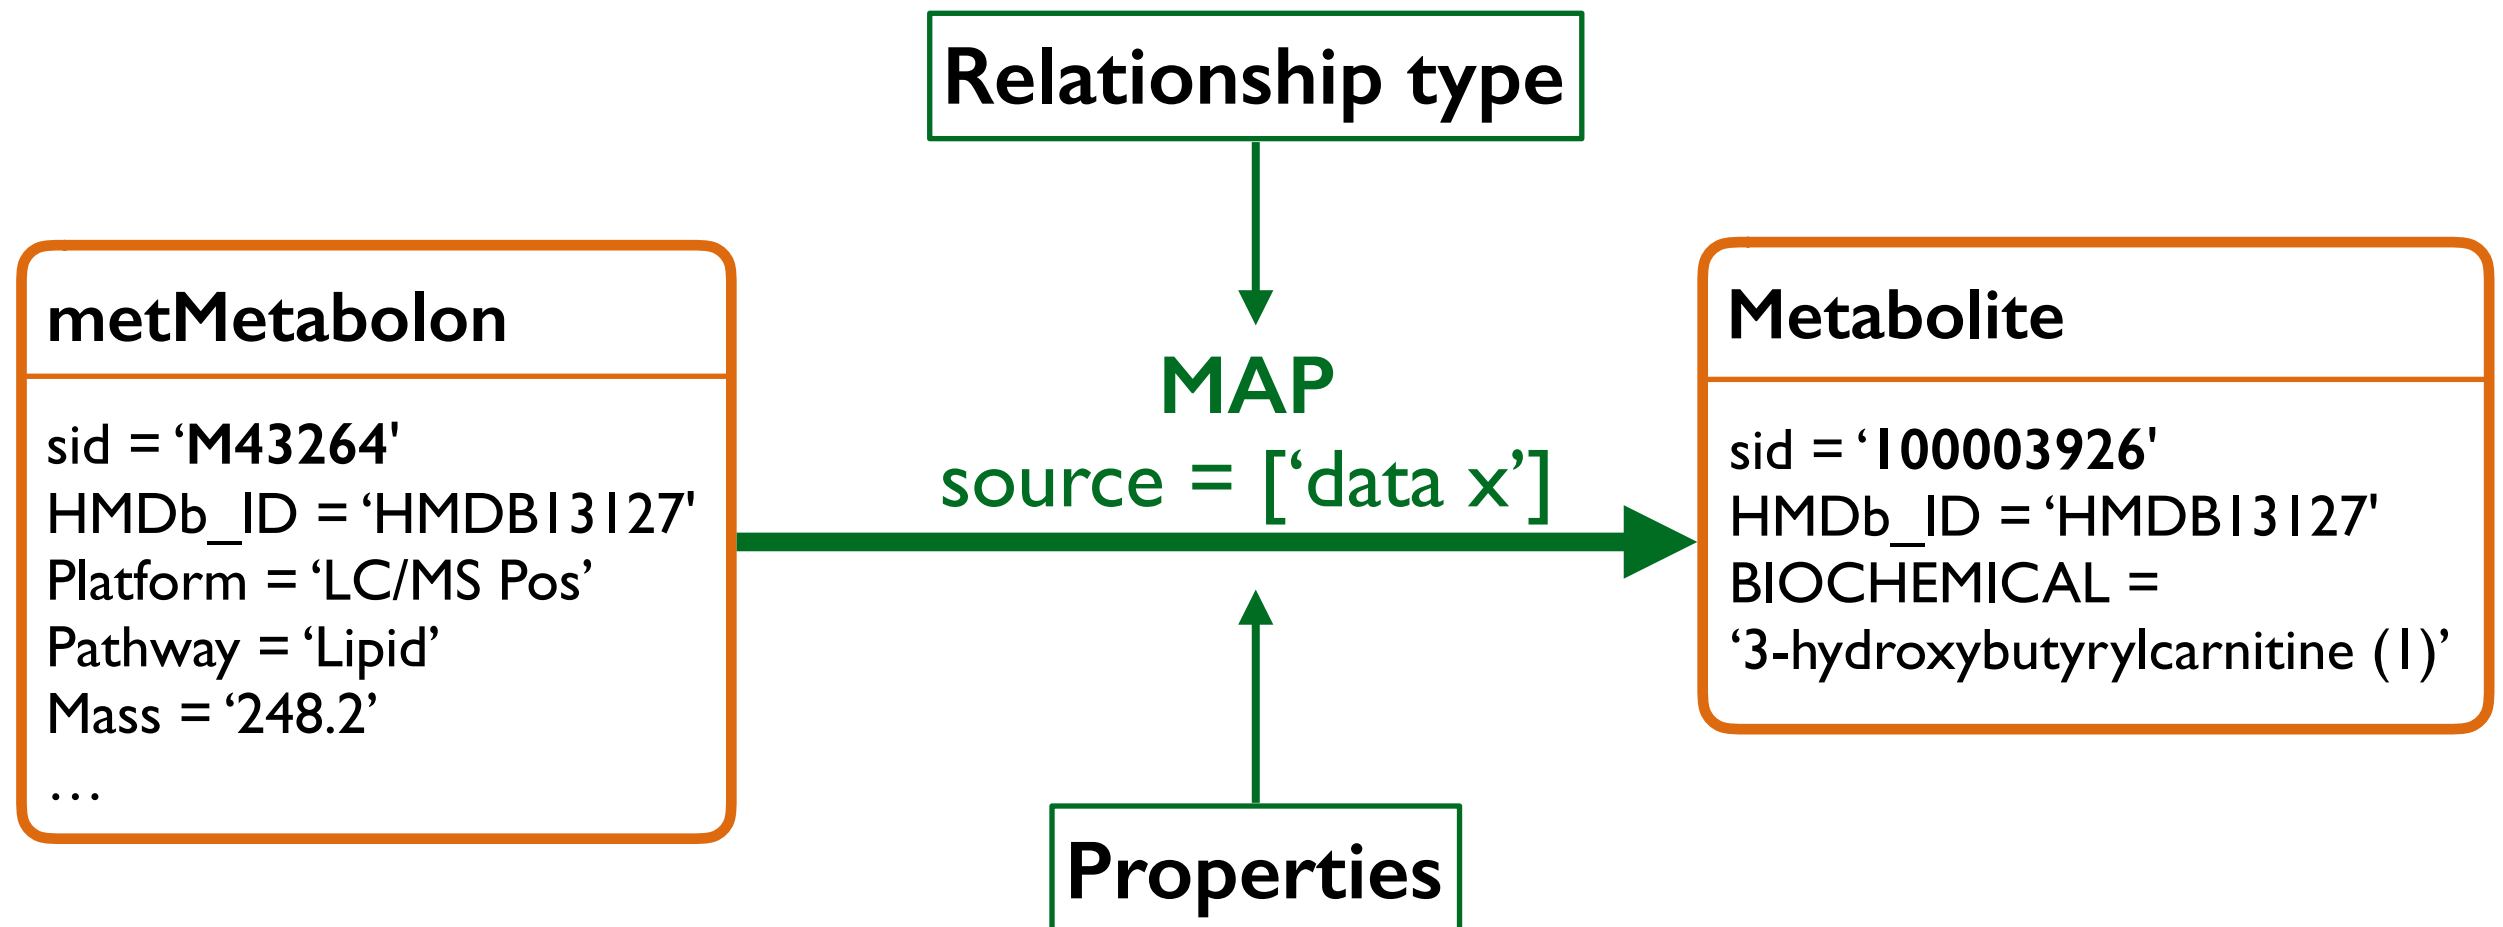 Relationship type
metMetabolon
sid = ‘M43264'
HMDb_ID = ‘HMDB13127'
Platform = ‘LC/MS Pos’
Pathway = ‘Lipid’
Mass = ‘248.2’
...
MAP
source = [‘data x’]
Metabolite
sid = ‘100003926'
HMDb_ID = ‘HMDB13127'
BIOCHEMICAL =
‘3-hydroxybutyrylcarnitine (1)’
Properties